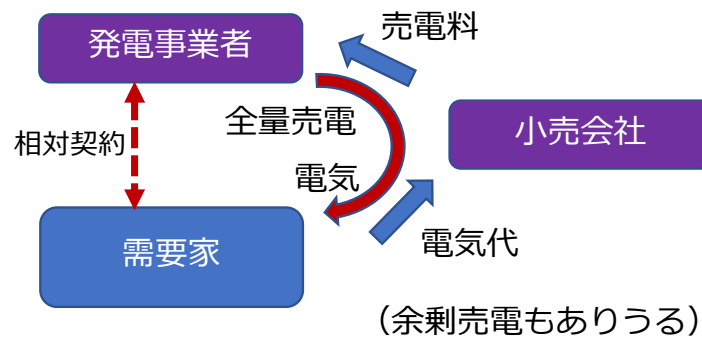 発電事業者
売電料
相対契約
全量売電
小売会社
電気
需要家
電気代
（余剰売電もありうる）